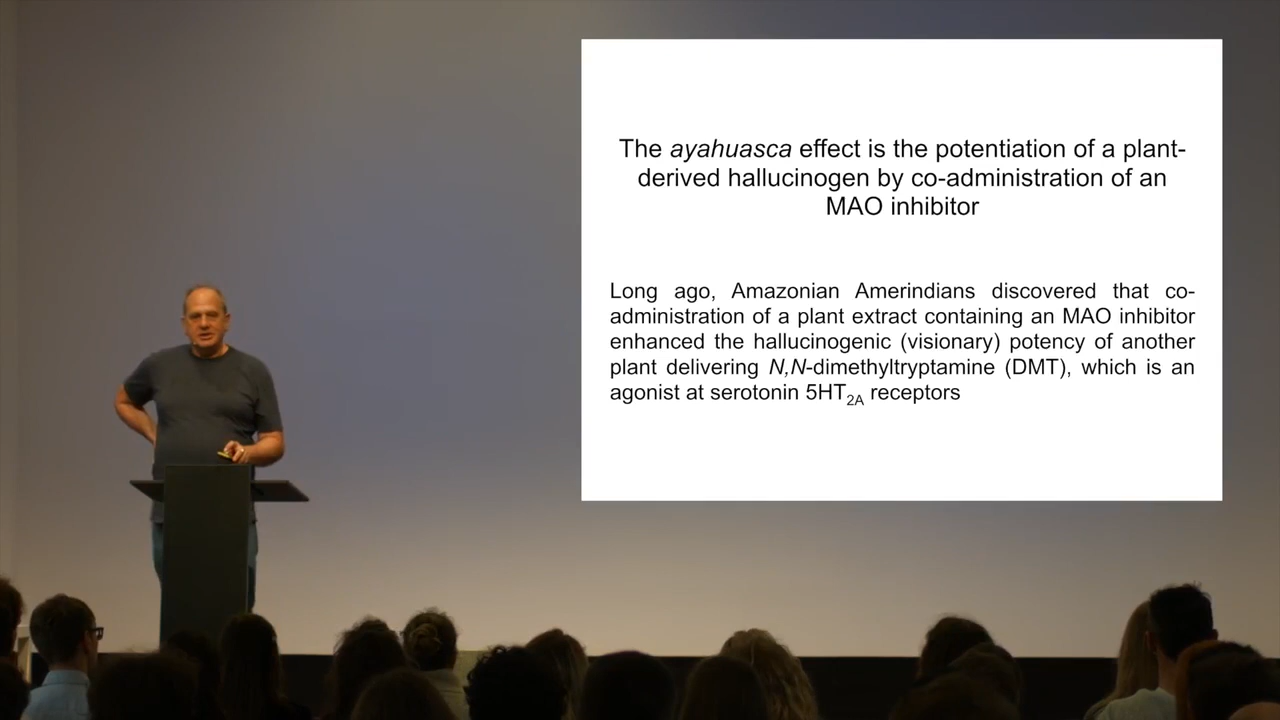 The ayahuasca effect is the potentiation of a plant-
derived hallucinogen by co-administration of an
MAO inhibitor
Long ago, Amazonian Amerindians discovered that co-
administration of a plant extract containing an MAO inhibitor
enhanced the hallucinogenic (visionary) potency of another
plant delivering N,N-dimethyltryptamine (DMT), which is an
agonist at serotonin 5HT2A receptors